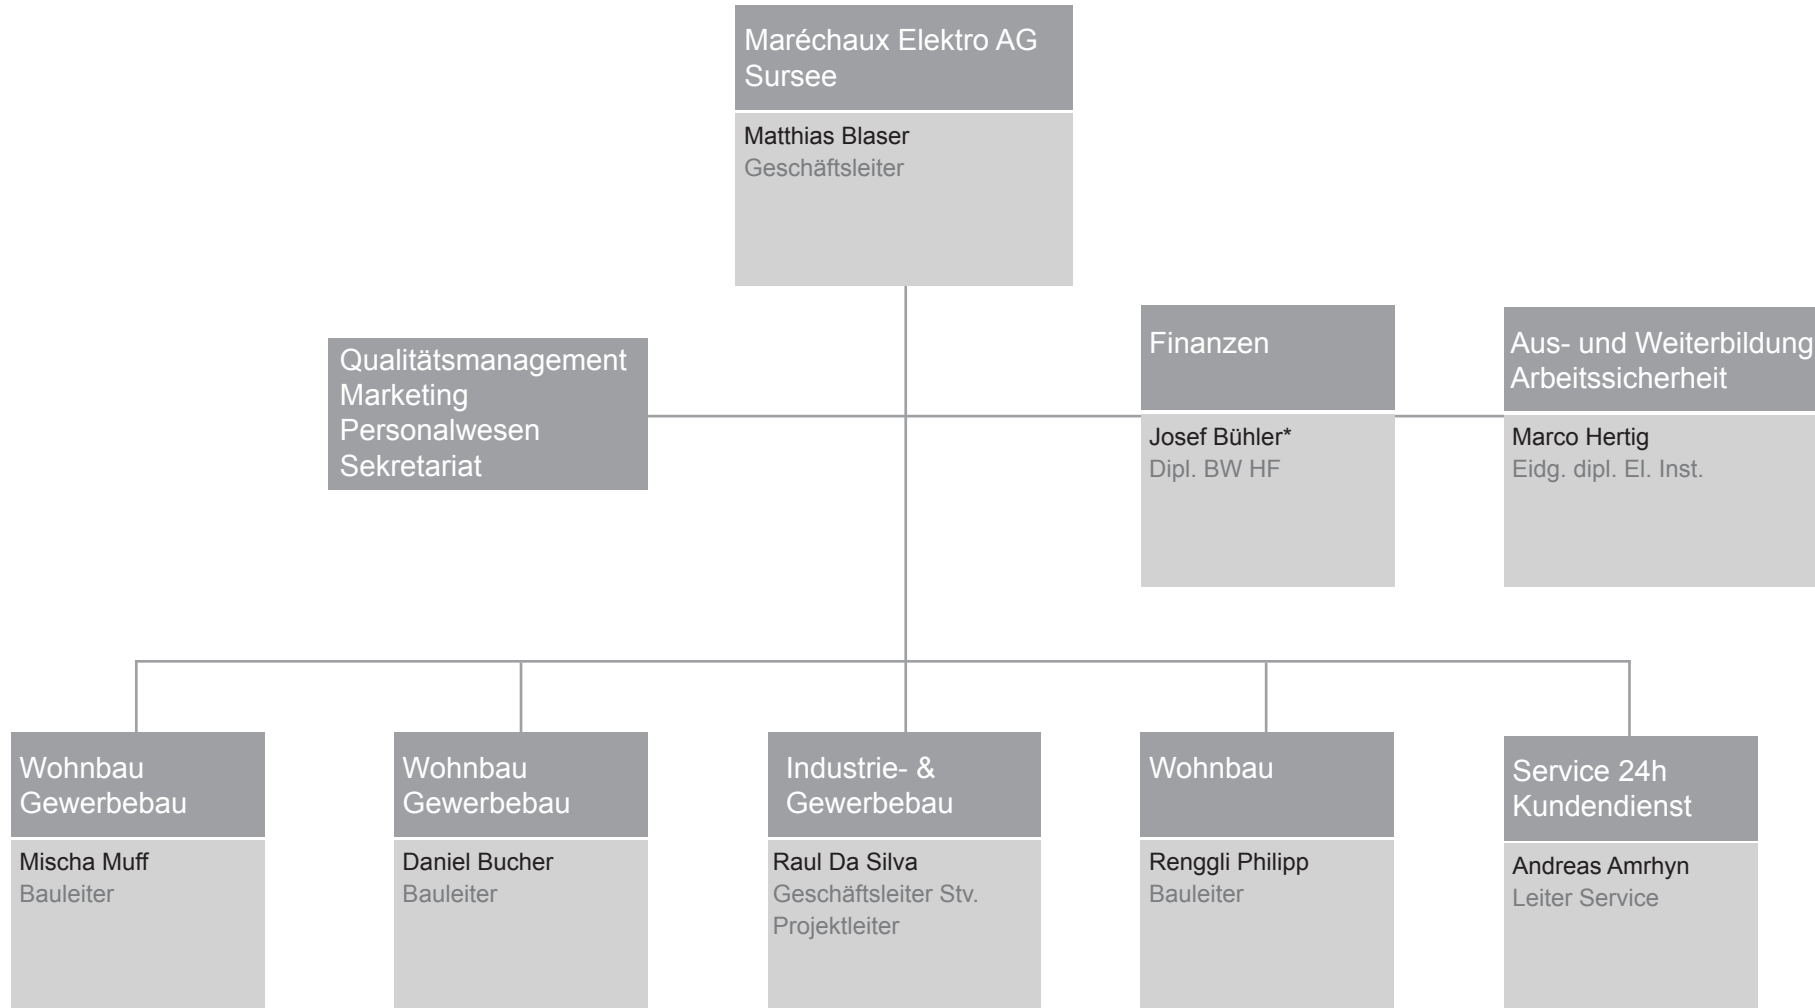 Maréchaux Elektro AG
Sursee
Matthias Blaser
Geschäftsleiter
Qualitätsmanagement
Marketing
Personalwesen
Sekretariat
Finanzen
Josef Bühler*
Dipl. BW HF
Aus- und Weiterbildung
Arbeitssicherheit
Marco Hertig
Eidg. dipl. El. Inst.
Wohnbau
Gewerbebau
Mischa Muff
Bauleiter
Wohnbau
Gewerbebau
Daniel Bucher
Bauleiter
Industrie- &
Gewerbebau
Raul Da Silva
Geschäftsleiter Stv.
Projektleiter
Wohnbau
Renggli Philipp
Bauleiter
Service 24h
Kundendienst
Andreas Amrhyn
Leiter Service